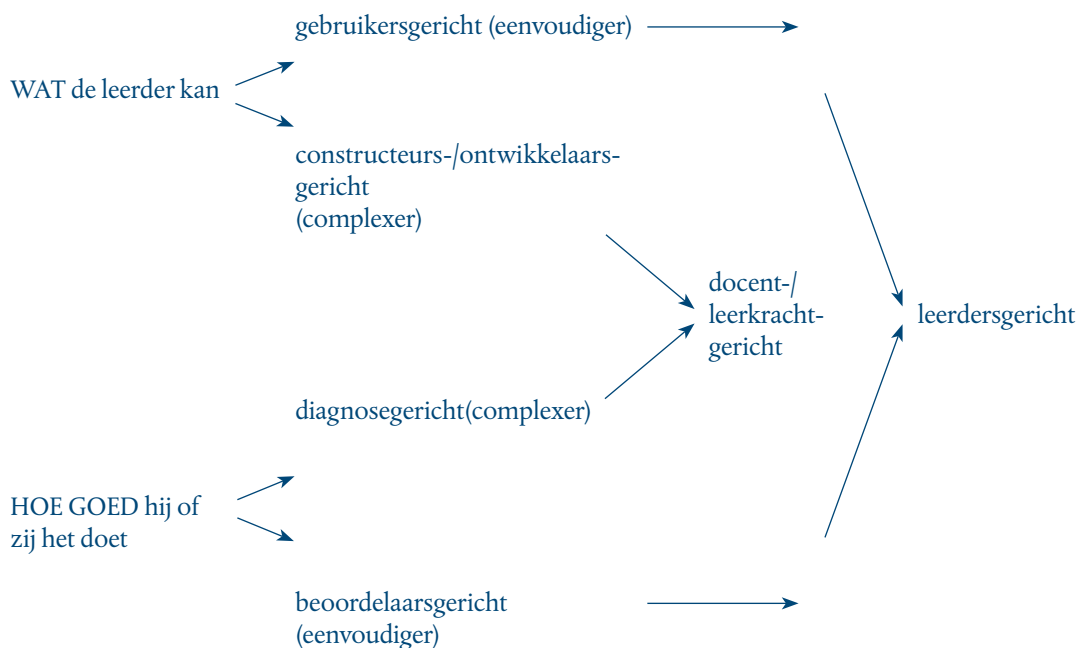 gebruikersgericht (eenvoudiger)
WAT de leerder kan
constructeurs-/ontwikkelaars-
gericht
(complexer)
docent-/
leerkracht-
gericht
leerdersgericht
diagnosegericht(complexer)
HOE GOED hij of
zij het doet
beoordelaarsgericht
(eenvoudiger)